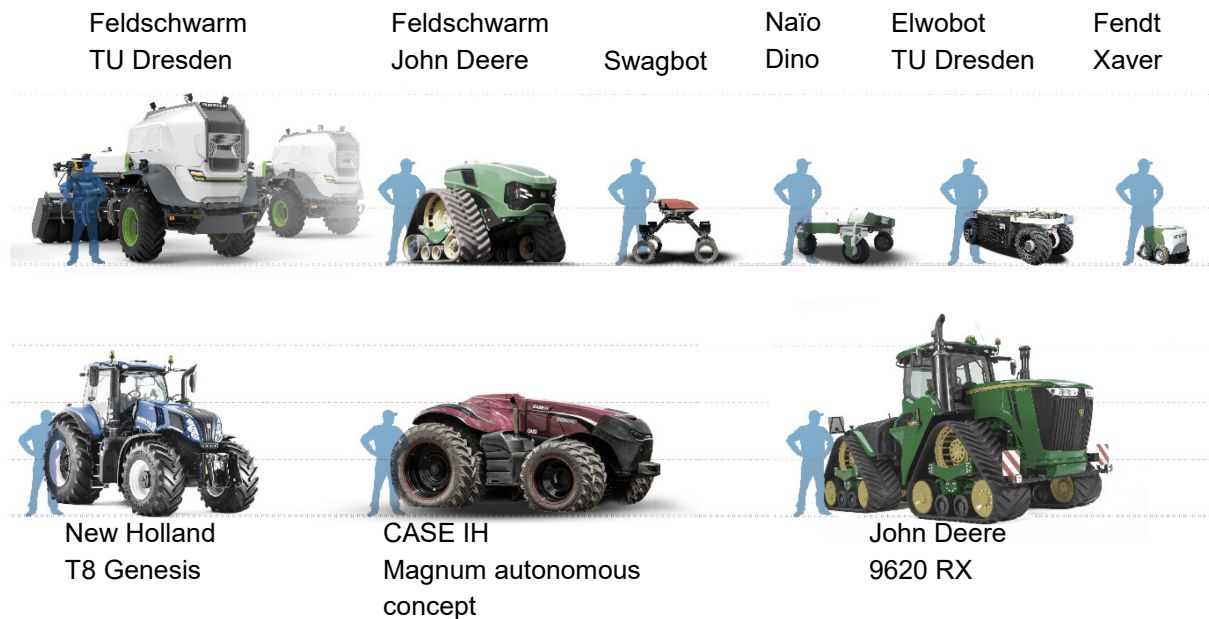 Feldschwarm
TU Dresden
Feldschwarm
John Deere
Swagbot
Naïo
Dino
Elwobot
TU Dresden
Fendt
Xaver
New Holland
T8 Genesis
CASE IH
Magnum autonomous
concept
John Deere
9620 RX